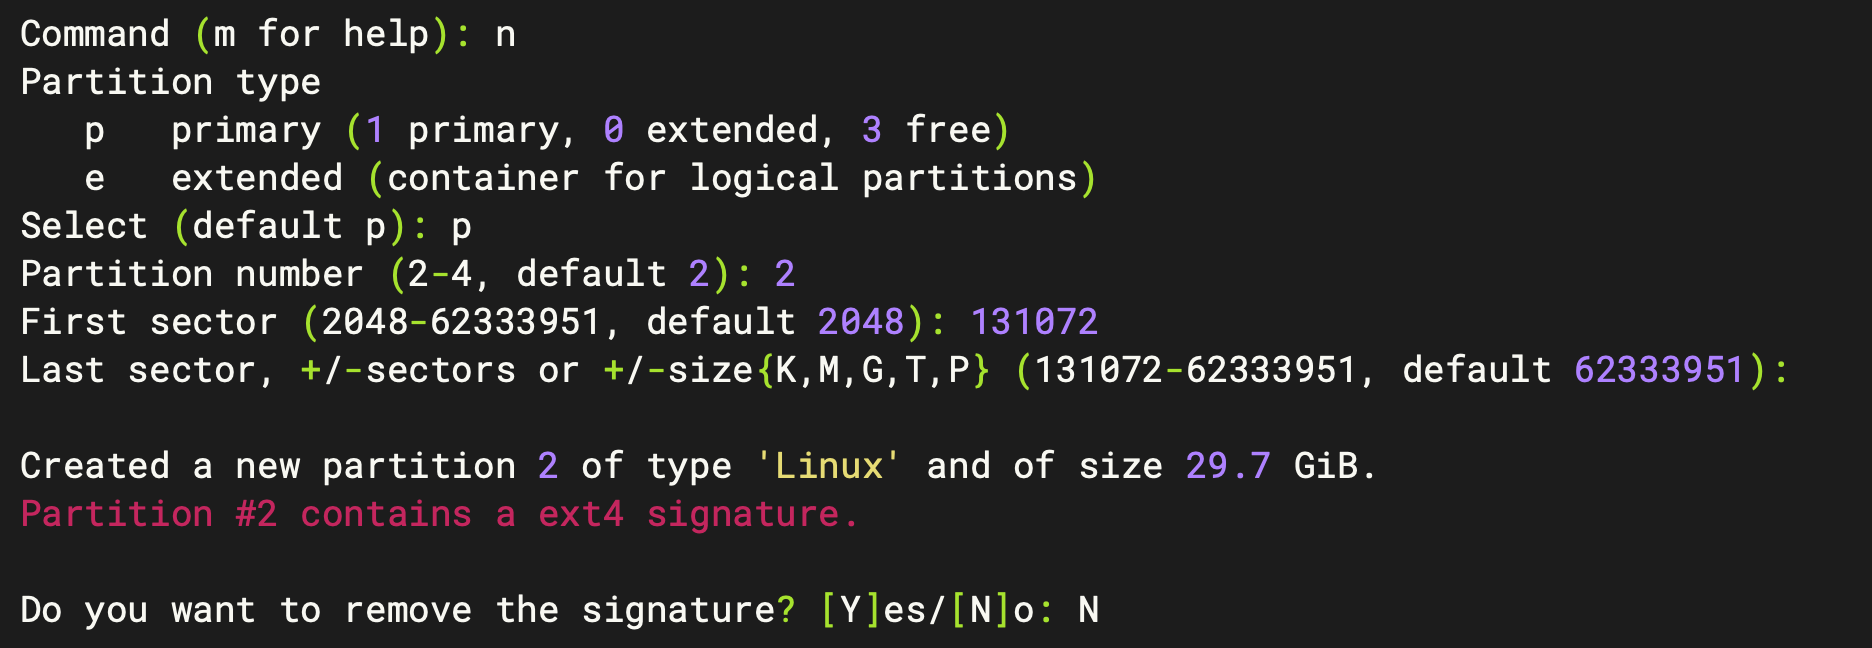 Command (m for help): n
Partition type
   p   primary (1 primary, 0 extended, 3 free)
   e   extended (container for logical partitions)
Select (default p): p
Partition number (2-4, default 2): 2
First sector (2048-62333951, default 2048): 131072
Last sector, +/-sectors or +/-size{K,M,G,T,P} (131072-62333951, default 62333951):
Created a new partition 2 of type 'Linux' and of size 29.7 GiB.
Partition #2 contains a ext4 signature.
Do you want to remove the signature? [Y]es/[N]o: N